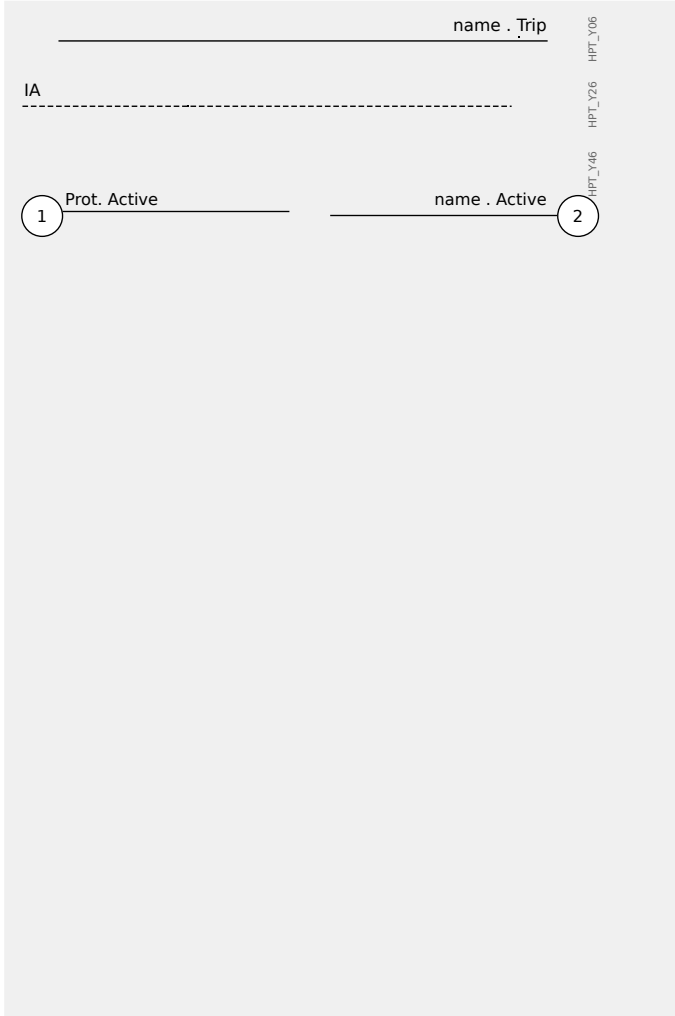 name . Trip
HPT_Y06
IA
HPT_Y26
HPT_Y46
1
Prot. Active
name . Active
2